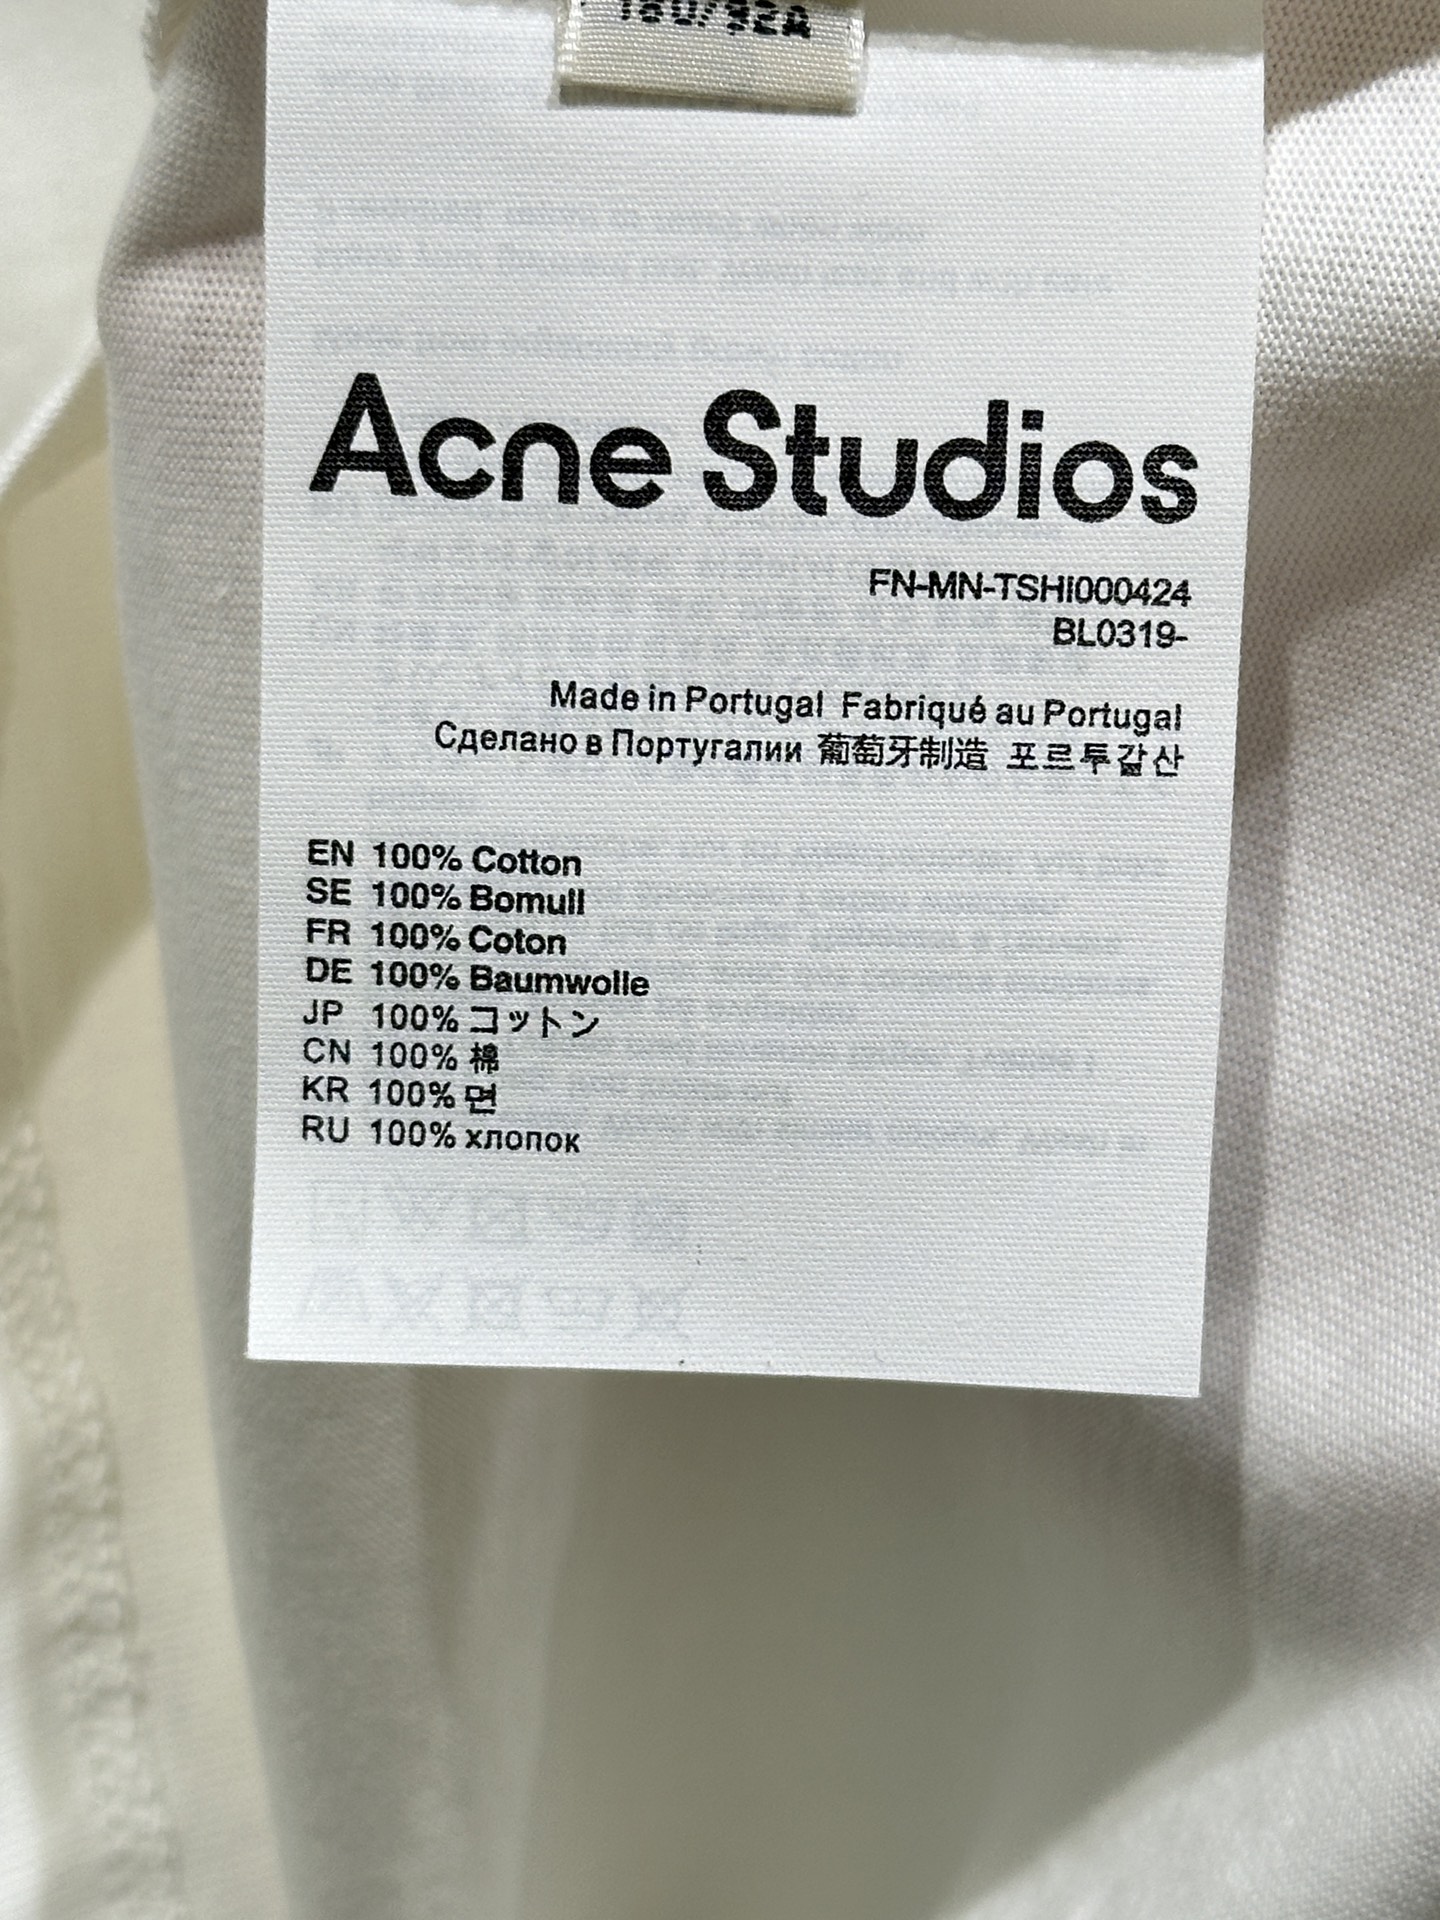 180/92A
Acne Studios
FN-MN-TSHI000424
BL0319-
Made in Portugal Fabriqué au Portugal
Сделано в Португалии 葡萄牙制造 포르투갈산
EN 100% Cotton
SE 100% Bomull
FR 100% Coton
DE 100% Baumwolle
JP 100% コットン
CN 100% 棉
KR 100% 면
RU 100% хлопок